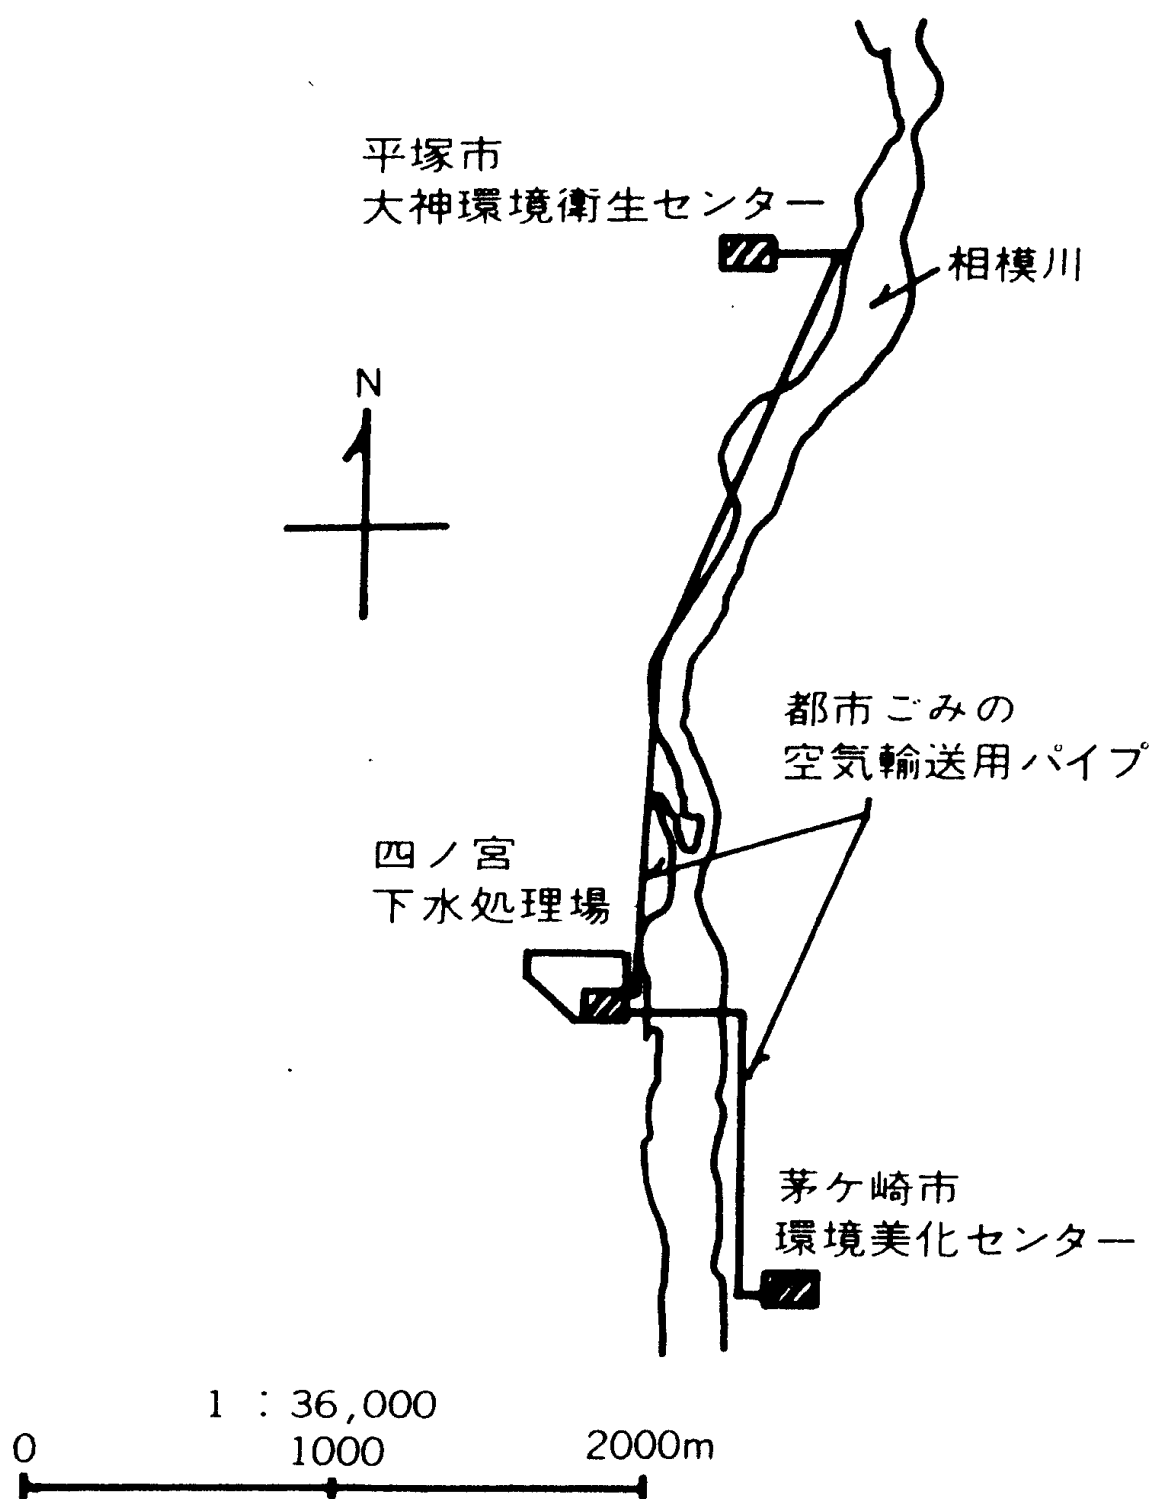 平塚市
大神環境衛生センター
相模川
N
都市ごみの
空気輸送用パイプ
四ノ宮
下水処理場
茅ケ崎市
環境美化センター
1 : 36,000
0 1000 2000m